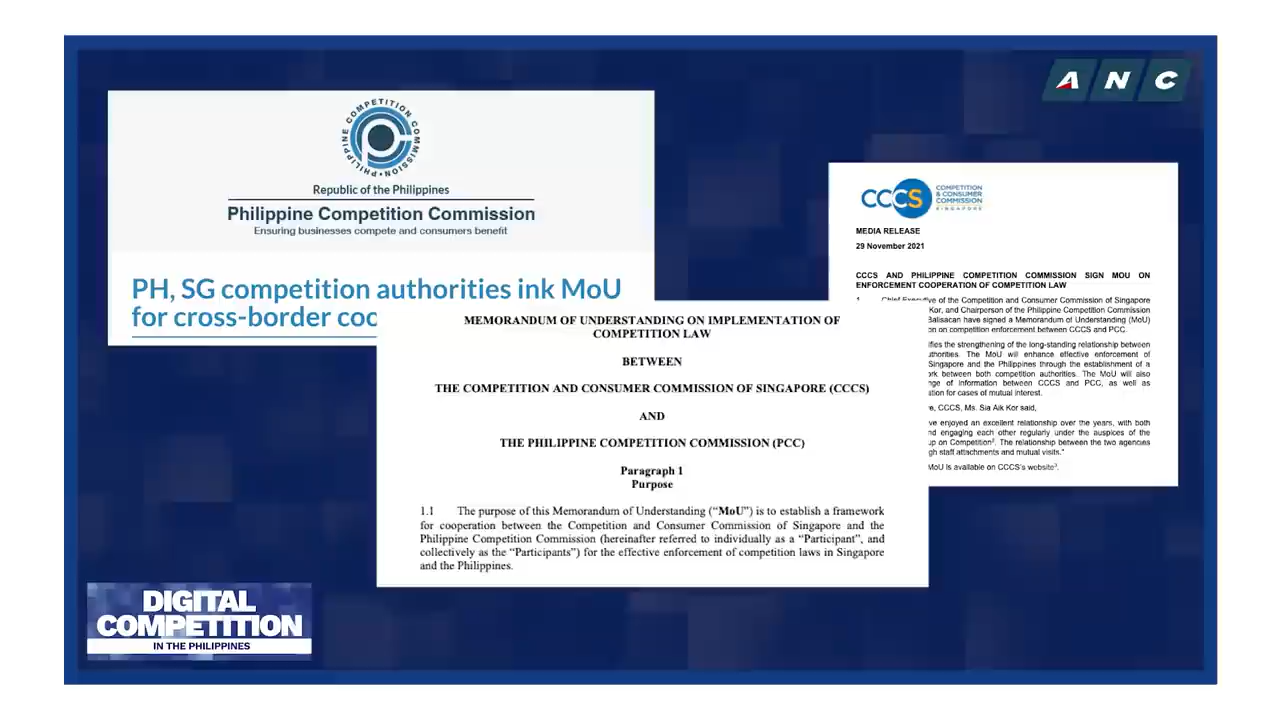 ANC
PHILIPPINE COMPETITION COMMISSION
Republic of the Philippines
Philippine Competition Commission
Ensuring businesses compete and consumers benefit
PH, SG competition authorities ink MoU
for cross-border
CCCS
COMPETITION
& CONSUMER
COMMISSION
SINGAPORE
MEDIA RELEASE
29 November 2021
CCCS AND PHILIPPINE COMPETITION COMMISSION SIGN MOU ON
ENFORCEMENT COOPERATION OF COMPETITION LAW
1. Chief Executive of the Competition and Consumer Commission of Singapore
Kor, and Chairperson of the Philippine Competition Commission
Balisacan have signed a Memorandum of Understanding (MoU)
on competition enforcement between CCCS and PCC.
the strengthening of the long-standing relationship between
The MoU will enhance effective enforcement of
Singapore and the Philippines through the establishment of a
between both competition authorities. The MoU will also
of information between CCCS and PCC, as well as
for cases of mutual interest.
CCCS, Ms. Sia Aik Kor said,
enjoyed an excellent relationship over the years, with both
engaging each other regularly under the auspices of the
on Competition². The relationship between the two agencies
staff attachments and mutual visits."
MoU is available on CCCS's website³.
MEMORANDUM OF UNDERSTANDING ON IMPLEMENTATION OF
COMPETITION LAW
BETWEEN
THE COMPETITION AND CONSUMER COMMISSION OF SINGAPORE (CCCS)
AND
THE PHILIPPINE COMPETITION COMMISSION (PCC)
Paragraph 1
Purpose
1.1 The purpose of this Memorandum of Understanding (“MoU”) is to establish a framework
for cooperation between the Competition and Consumer Commission of Singapore and the
Philippine Competition Commission (hereinafter referred to individually as a “Participant”, and
collectively as the “Participants”) for the effective enforcement of competition laws in Singapore
and the Philippines.
DIGITAL
COMPETITION
IN THE PHILIPPINES